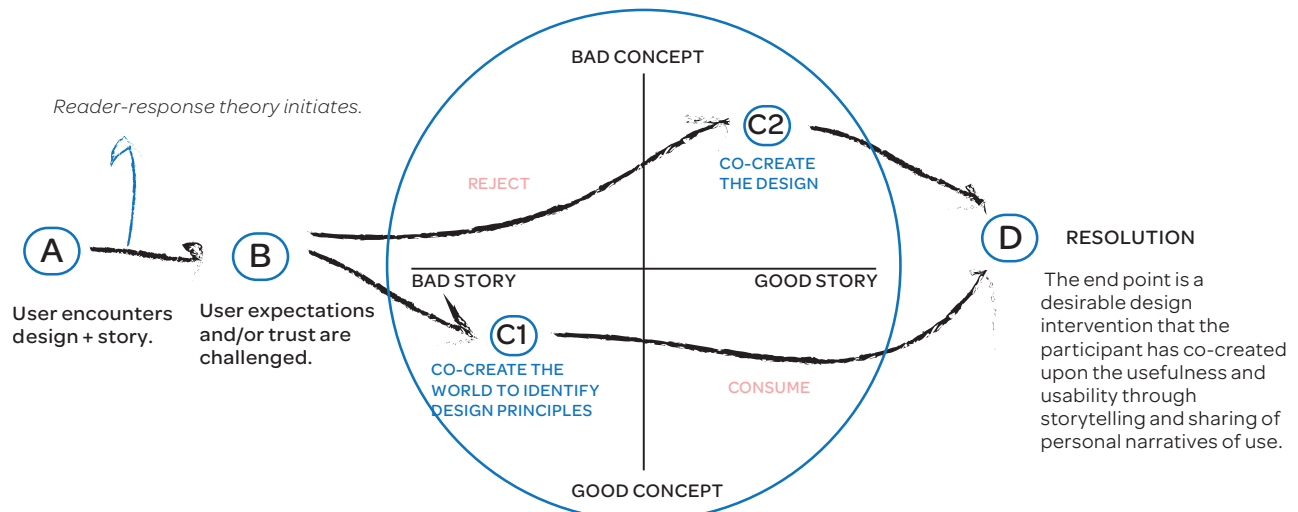 BAD CONCEPT
Reader-response theory initiates.
C2
CO-CREATE
THE DESIGN
REJECT
A
B
D
RESOLUTION
User encounters
design + story.
User expectations
and/or trust are
challenged.
BAD STORY
GOOD STORY
C1
CO-CREATE THE
WORLD TO IDENTIFY
DESIGN PRINCIPLES
CONSUME
The end point is a
desirable design
intervention that the
participant has co-created
upon the usefulness and
usability through
storytelling and sharing of
personal narratives of use.
GOOD CONCEPT